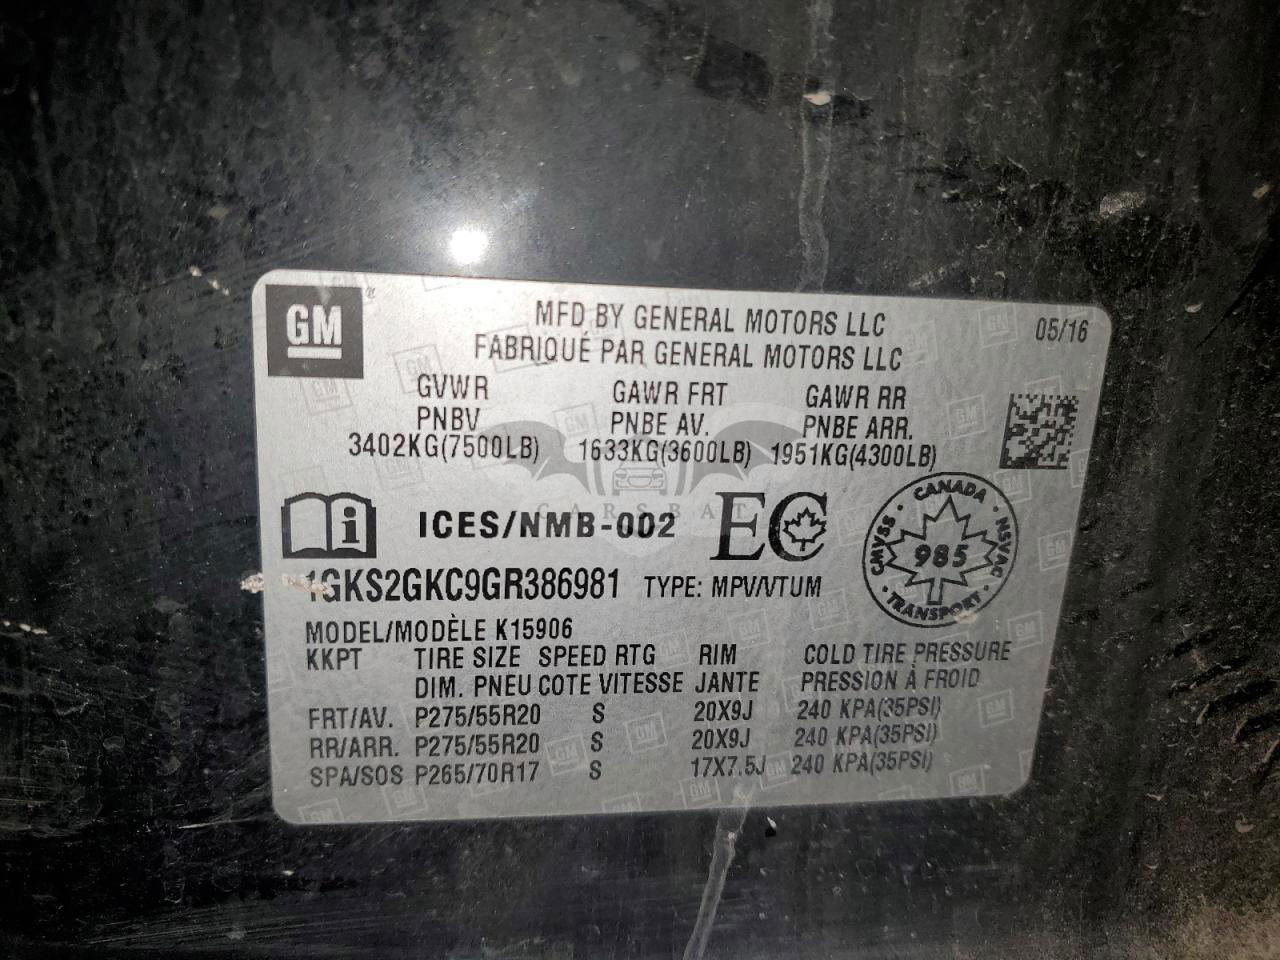 GM
MFD BY GENERAL MOTORS LLC 05/16
FABRIQUÉ PAR GENERAL MOTORS LLC
GVWR GAWR FRT GAWR RR
PNBV PNBE AV. PNBE ARR.
3402KG(7500LB) 1633KG(3600LB) 1951KG(4300LB)
CARSBAT
ICES/NMB-002 EC
CANADA
CMVSS 985 NSVAC
TRANSPORT
1GKS2GKC9GR386981 TYPE: MPV/VTUM
MODEL/MODÈLE K15906
KKPT TIRE SIZE SPEED RTG RIM COLD TIRE PRESSURE
DIM. PNEU COTE VITESSE JANTE PRESSION À FROID
FRT/AV. P275/55R20 S 20X9J 240 KPA(35PSI)
RR/ARR. P275/55R20 S 20X9J 240 KPA(35PSI)
SPA/SOS P265/70R17 S 17X7.5J 240 KPA(35PSI)